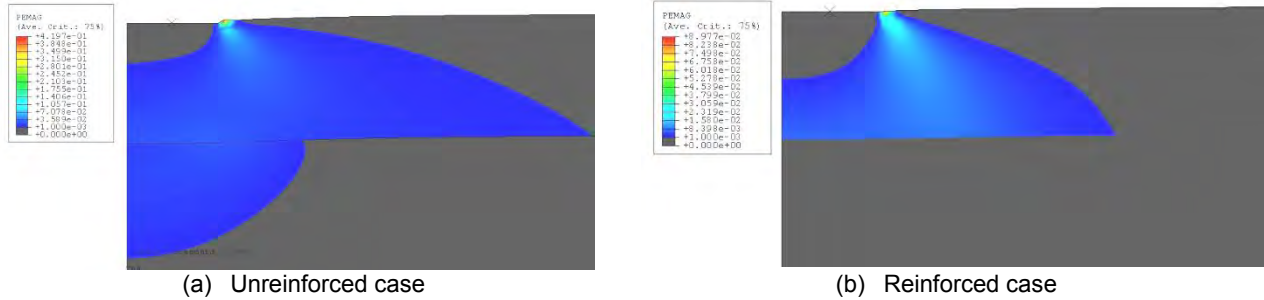 PEMAG
(Ave. Crit.: 75%)
+4.197e-01
+3.848e-01
+3.499e-01
+3.150e-01
+2.801e-01
+2.452e-01
+2.103e-01
+1.755e-01
+1.406e-01
+1.057e-01
+7.078e-02
+3.589e-02
+1.000e-03
+0.000e+00
PEMAG
(Ave. Crit.: 75%)
+8.977e-02
+8.238e-02
+7.498e-02
+6.758e-02
+6.018e-02
+5.278e-02
+4.539e-02
+3.799e-02
+3.059e-02
+2.319e-02
+1.580e-02
+8.398e-03
+1.000e-03
+0.000e+00
(a) Unreinforced case
(b) Reinforced case